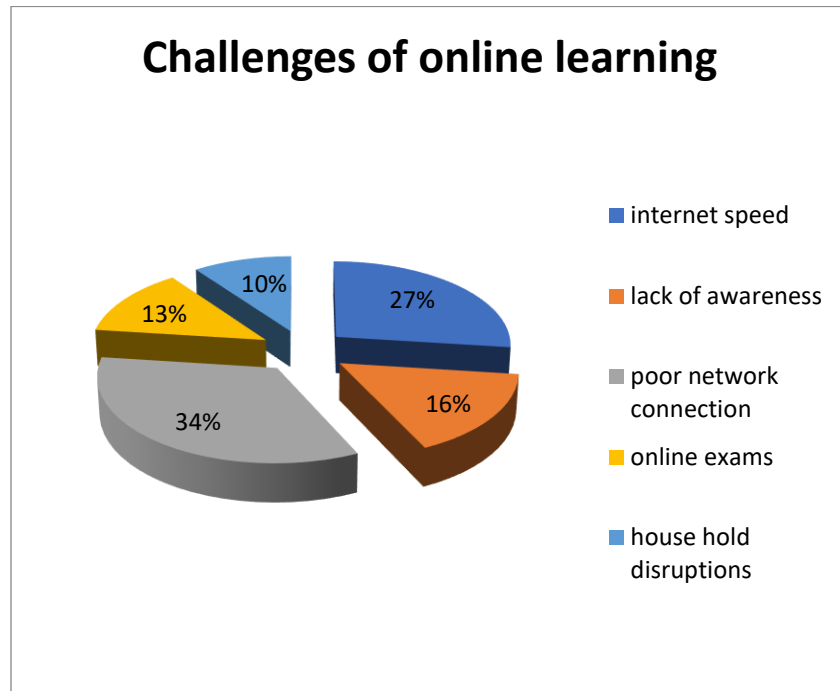 Challenges of online learning
10%
27%
13%
34%
16%
internet speed
lack of awareness
poor network
connection
online exams
house hold
disruptions